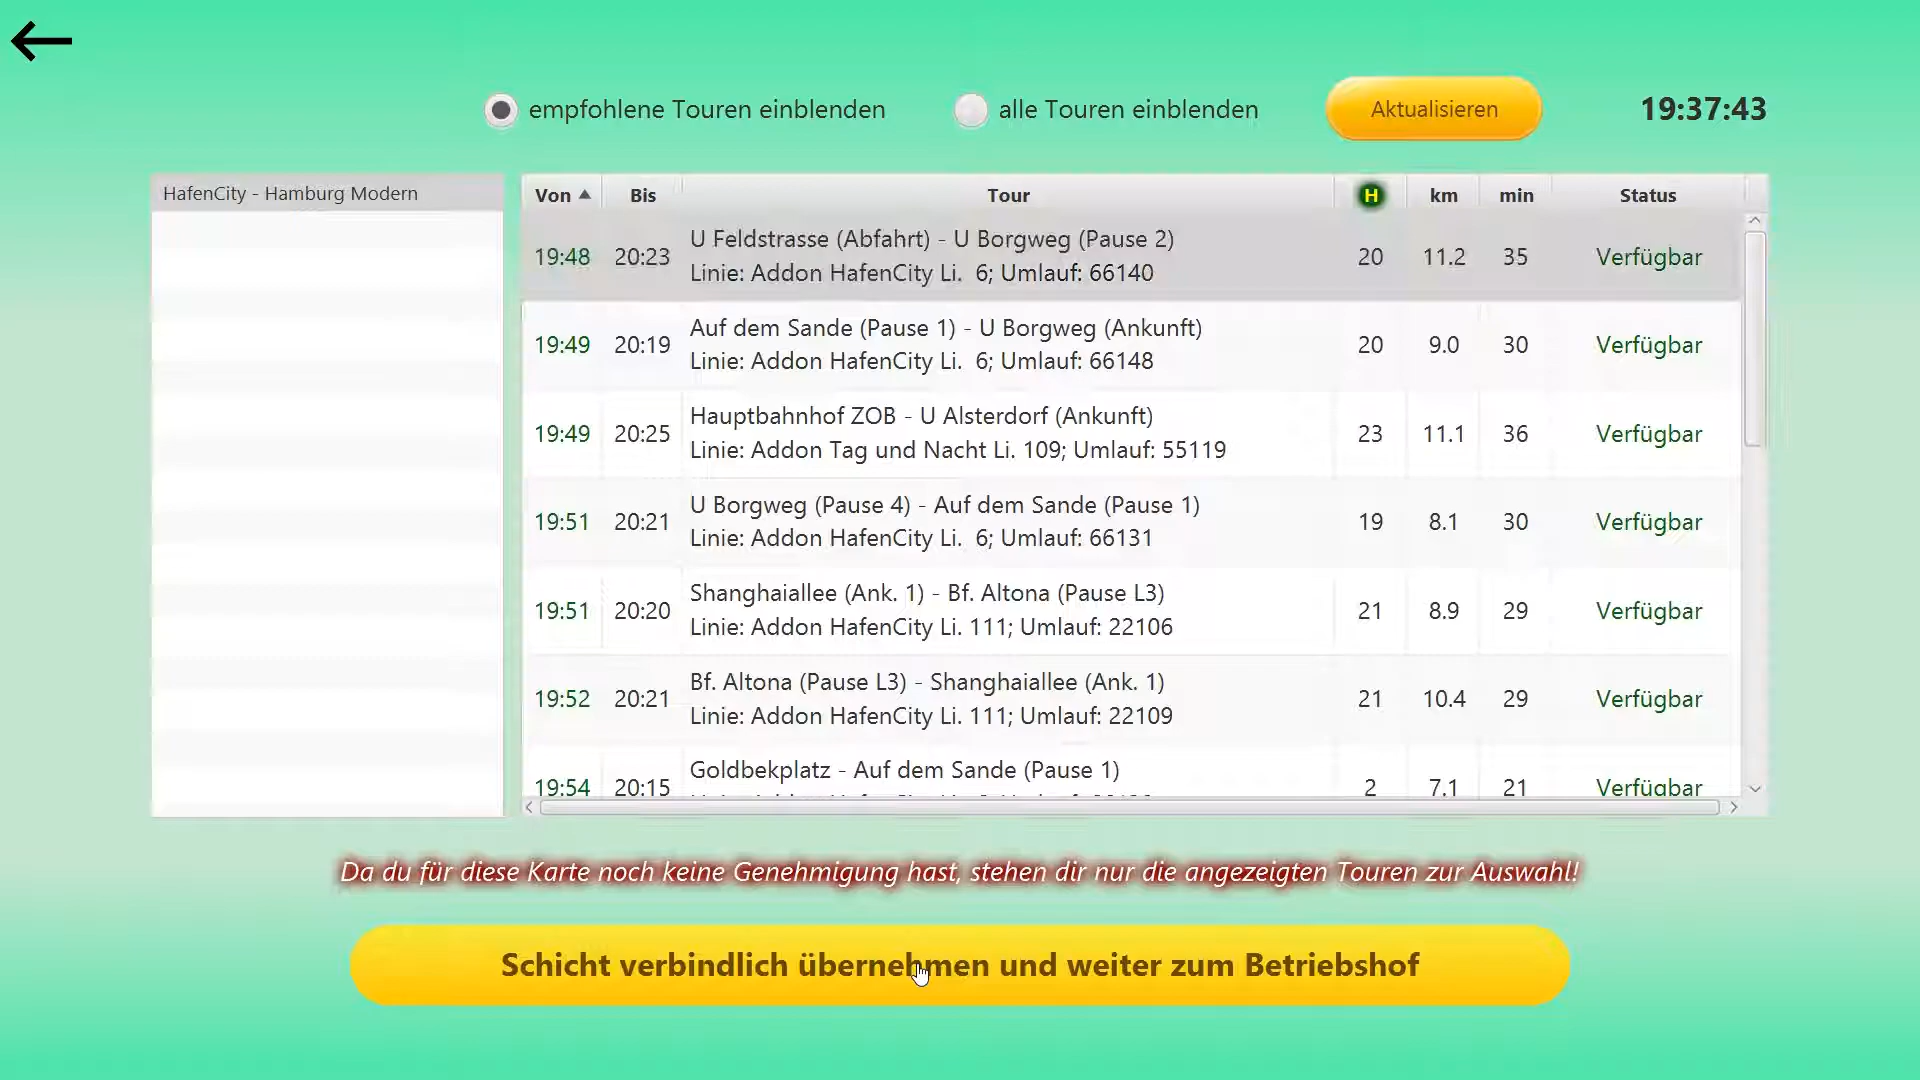 empfohlene Touren einblenden
alle Touren einblenden
Aktualisieren
19:37:43
HafenCity - Hamburg Modern
Von Bis Tour H km min Status
U Feldstrasse (Abfahrt) - U Borgweg (Pause 2)
19:48 20:23 20 11.2 35 Verfügbar
Linie: Addon HafenCity Li.  6; Umlauf: 66140
Auf dem Sande (Pause 1) - U Borgweg (Ankunft)
19:49 20:19 20 9.0 30 Verfügbar
Linie: Addon HafenCity Li.  6; Umlauf: 66148
Hauptbahnhof ZOB - U Alsterdorf (Ankunft)
19:49 20:25 23 11.1 36 Verfügbar
Linie: Addon Tag und Nacht Li. 109; Umlauf: 55119
U Borgweg (Pause 4) - Auf dem Sande (Pause 1)
19:51 20:21 19 8.1 30 Verfügbar
Linie: Addon HafenCity Li.  6; Umlauf: 66131
Shanghaiallee (Ank. 1) - Bf. Altona (Pause L3)
19:51 20:20 21 8.9 29 Verfügbar
Linie: Addon HafenCity Li. 111; Umlauf: 22106
Bf. Altona (Pause L3) - Shanghaiallee (Ank. 1)
19:52 20:21 21 10.4 29 Verfügbar
Linie: Addon HafenCity Li. 111; Umlauf: 22109
Goldbekplatz - Auf dem Sande (Pause 1)
19:54 20:15 2 7.1 21 Verfügbar
Da du für diese Karte noch keine Genehmigung hast, stehen dir nur die angezeigten Touren zur Auswahl!
Schicht verbindlich übernehmen und weiter zum Betriebshof